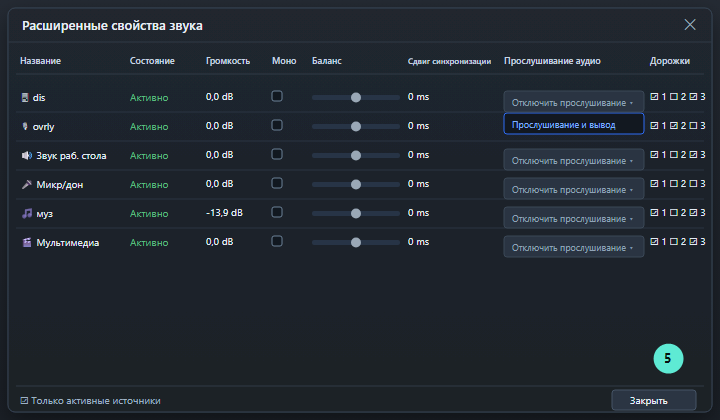 Расширенные свойства звука
Название Состояние Громкость Моно Баланс Сдвиг синхронизации Прослушивание аудио Дорожки
dis Активно 0,0 dB 0 ms Отключить прослушивание 1 2 3
ovrly Активно 0,0 dB 0 ms Прослушивание и вывод 1 2 3
Звук раб. стола Активно 0,0 dB 0 ms Отключить прослушивание 1 2 3
Микр/дон Активно 0,0 dB 0 ms Отключить прослушивание 1 2 3
муз Активно -13,9 dB 0 ms Отключить прослушивание 1 2 3
Мультимедиа Активно 0,0 dB 0 ms Отключить прослушивание 1 2 3
5
Только активные источники Закрыть